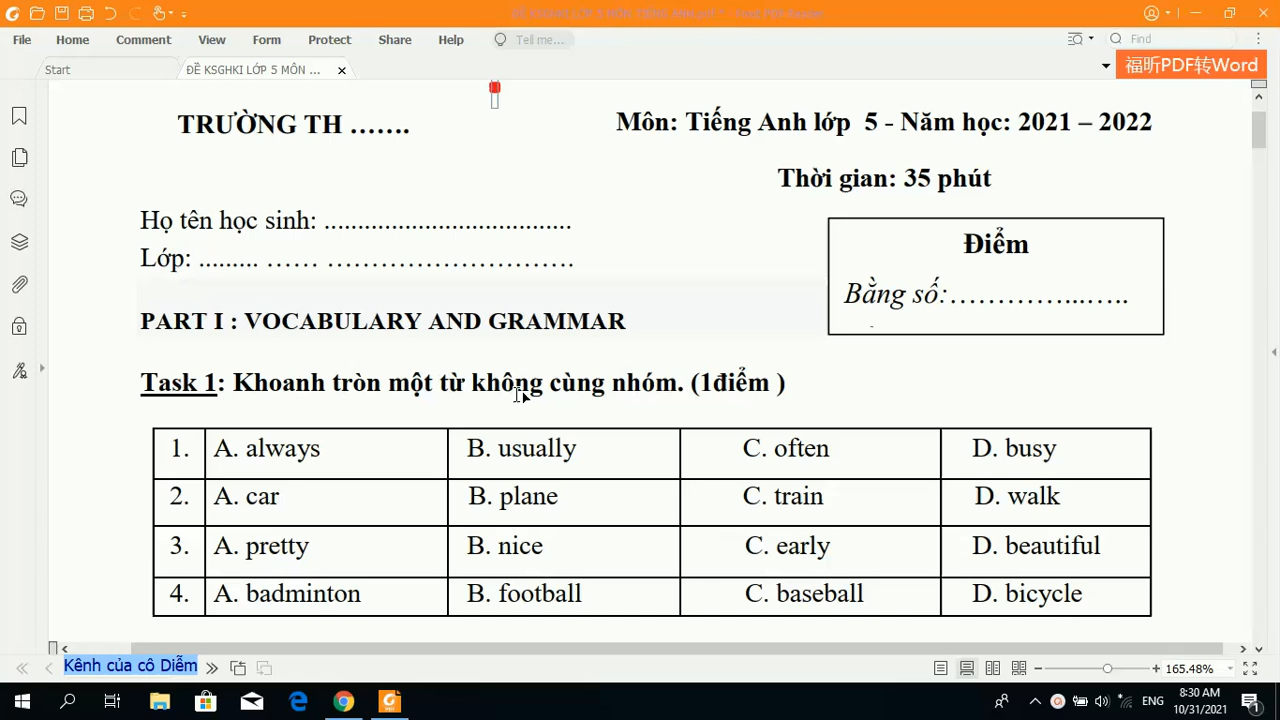 File Home Comment View Form Protect Share Help Tell me... Find
Start ĐỀ KSGHKI LỚP 5 MÔN ... 福昕PDF转Word
TRƯỜNG TH ....... Môn: Tiếng Anh lớp 5 - Năm học: 2021 – 2022
Thời gian: 35 phút
Họ tên học sinh: .....................................
Lớp: ......... …… ……………………….
Điểm
Bằng số:…………...…..
PART I : VOCABULARY AND GRAMMAR
Task 1: Khoanh tròn một từ không cùng nhóm. (1điểm )
1. A. always B. usually C. often D. busy
2. A. car B. plane C. train D. walk
3. A. pretty B. nice C. early D. beautiful
4. A. badminton B. football C. baseball D. bicycle
Kênh của cô Diễm 165.48%
ENG 8:30 AM
10/31/2021